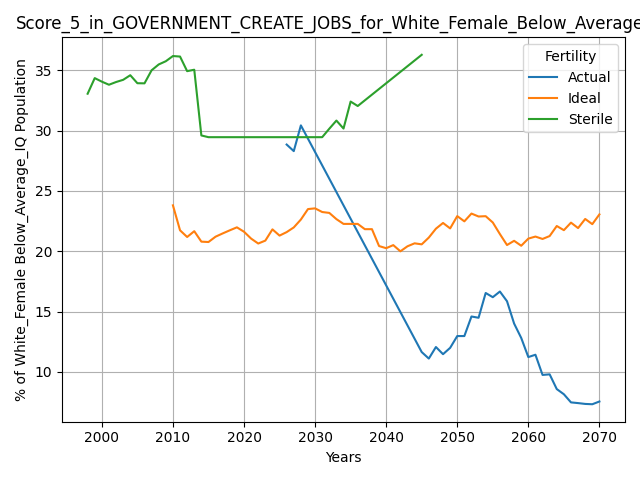 Score_5_in_GOVERNMENT_CREATE_JOBS_for_White_Female_Below_Average
Fertility
Actual
Ideal
Sterile
% of White_Female Below_Average_IQ Population
35
30
25
20
15
10
2000 2010 2020 2030 2040 2050 2060 2070
Years